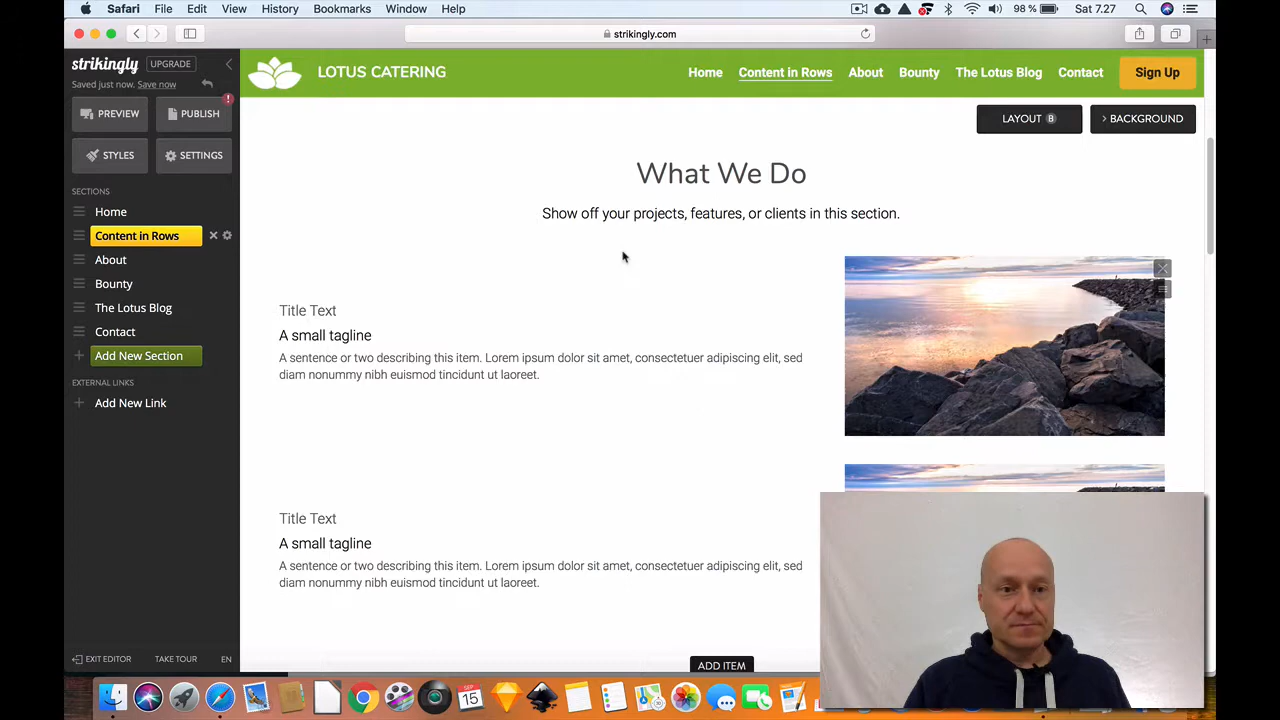 Safari File Edit View History Bookmarks Window Help 98 % Sat 7.27
strikingly.com
strikingly UPGRADE
Saved just now. Save now
PREVIEW PUBLISH !
STYLES SETTINGS
SECTIONS
Home
Content in Rows
About
Bounty
The Lotus Blog
Contact
Add New Section
EXTERNAL LINKS
Add New Link
EXIT EDITOR TAKE TOUR EN
LOTUS CATERING Home Content in Rows About Bounty The Lotus Blog Contact Sign Up
LAYOUT B BACKGROUND
What We Do
Show off your projects, features, or clients in this section.
Title Text
A small tagline
A sentence or two describing this item. Lorem ipsum dolor sit amet, consectetuer adipiscing elit, sed
diam nonummy nibh euismod tincidunt ut laoreet.
Title Text
A small tagline
A sentence or two describing this item. Lorem ipsum dolor sit amet, consectetuer adipiscing elit, sed
diam nonummy nibh euismod tincidunt ut laoreet.
ADD ITEM
SEP
15